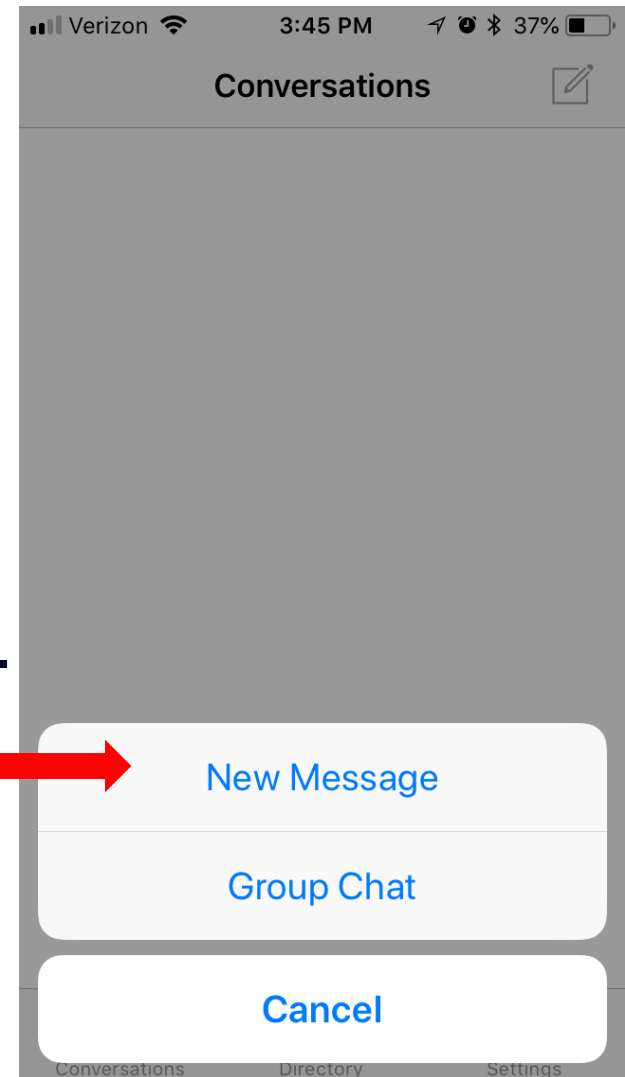 Verizon 3:45 PM 37%
Conversations
.
New Message
Group Chat
Cancel
Conversations Directory Settings